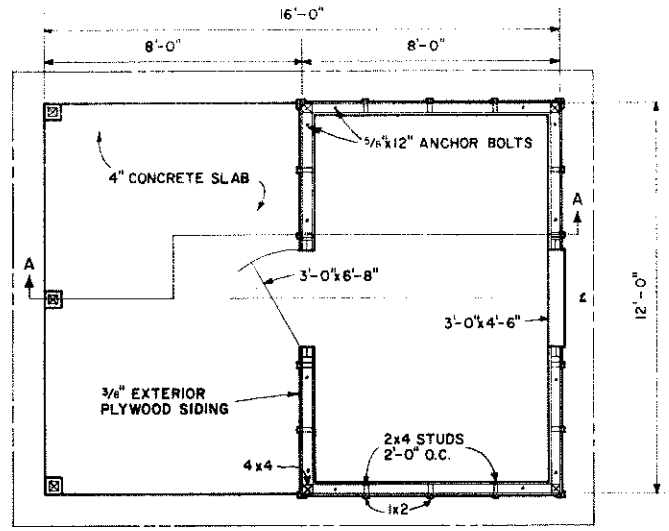 16'-0"
8'-0"
8'-0"
5/8"x12" ANCHOR BOLTS
4" CONCRETE SLAB
A
A
3'-0"x6'-8"
3'-0"x4'-6"
12'-0"
3/8" EXTERIOR
PLYWOOD SIDING
2x4 STUDS
2'-0" O.C.
4x4
1x2